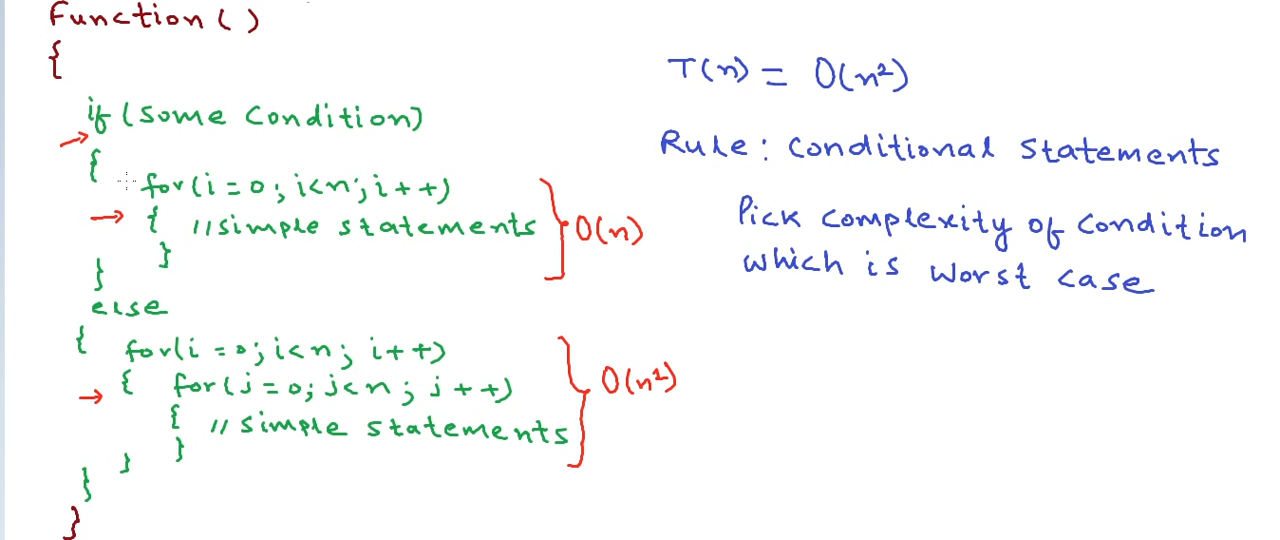 Function()
{
if (some condition)
{
for(i=0; i<n; i++)
{ //simple statements
}
}
else
{ for(i=0; i<n; i++)
{ for(j=0; j<n; j++)
{ //simple statements
}
}
}
}
O(n)
O(n²)
T(n) = O(n²)
Rule: conditional statements
Pick complexity of condition
which is worst case